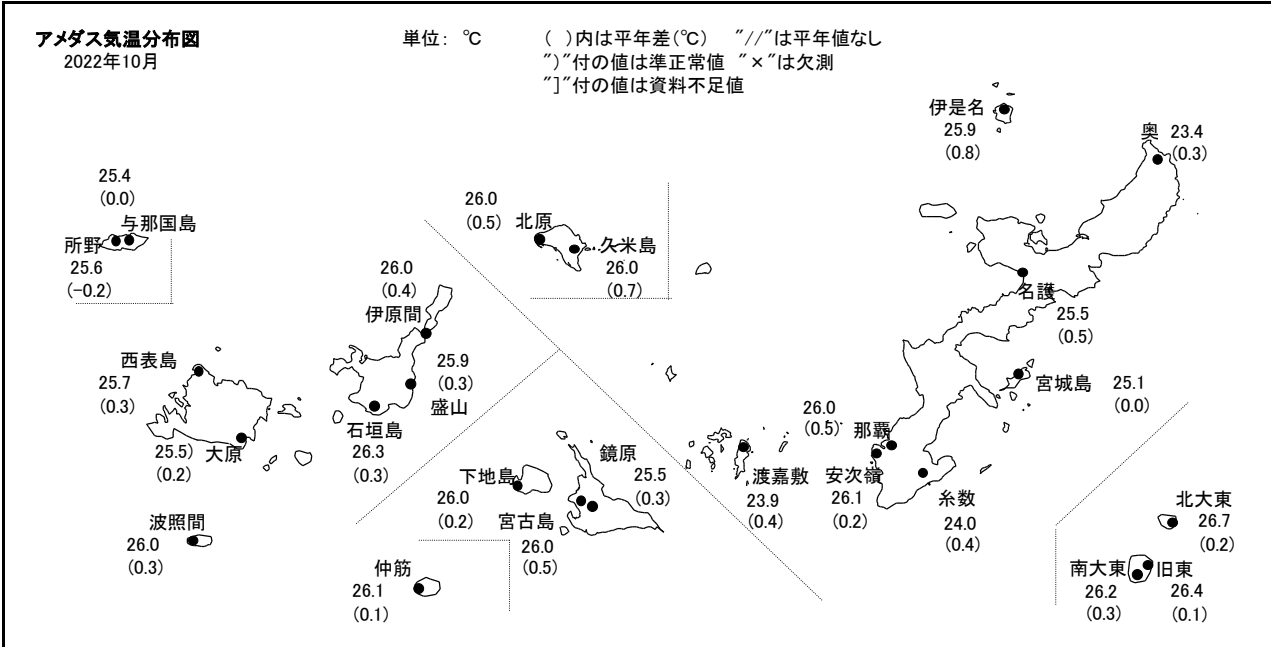 アメダス気温分布図
2022年10月
単位： ℃
( )内は平年差(℃) "//"は平年値なし
")"付の値は準正常値 "×"は欠測
"]"付の値は資料不足値
伊是名
25.9
(0.8)
奥
23.4
(0.3)
25.4
(0.0)
与那国島
所野
25.6
(-0.2)
26.0
(0.5)
北原
久米島
26.0
(0.7)
26.0
(0.4)
伊原間
名護
25.5
(0.5)
西表島
25.7
(0.3)
25.9
(0.3)
盛山
宮城島
25.1
(0.0)
石垣島
26.3
(0.3)
25.5)
(0.2)
大原
26.0
(0.5)
那覇
安次嶺
26.1
(0.2)
渡嘉敷
23.9
(0.4)
糸数
24.0
(0.4)
下地島
26.0
(0.2)
鏡原
25.5
(0.3)
宮古島
26.0
(0.5)
波照間
26.0
(0.3)
仲筋
26.1
(0.1)
北大東
26.7
(0.2)
南大東
26.2
(0.3)
旧東
26.4
(0.1)